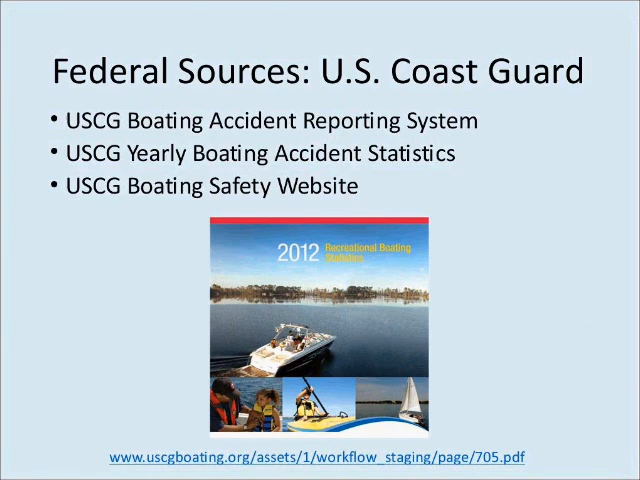 Federal Sources: U.S. Coast Guard
• USCG Boating Accident Reporting System
• USCG Yearly Boating Accident Statistics
• USCG Boating Safety Website
2012 Recreational Boating
Statistics
www.uscgboating.org/assets/1/workflow_staging/page/705.pdf